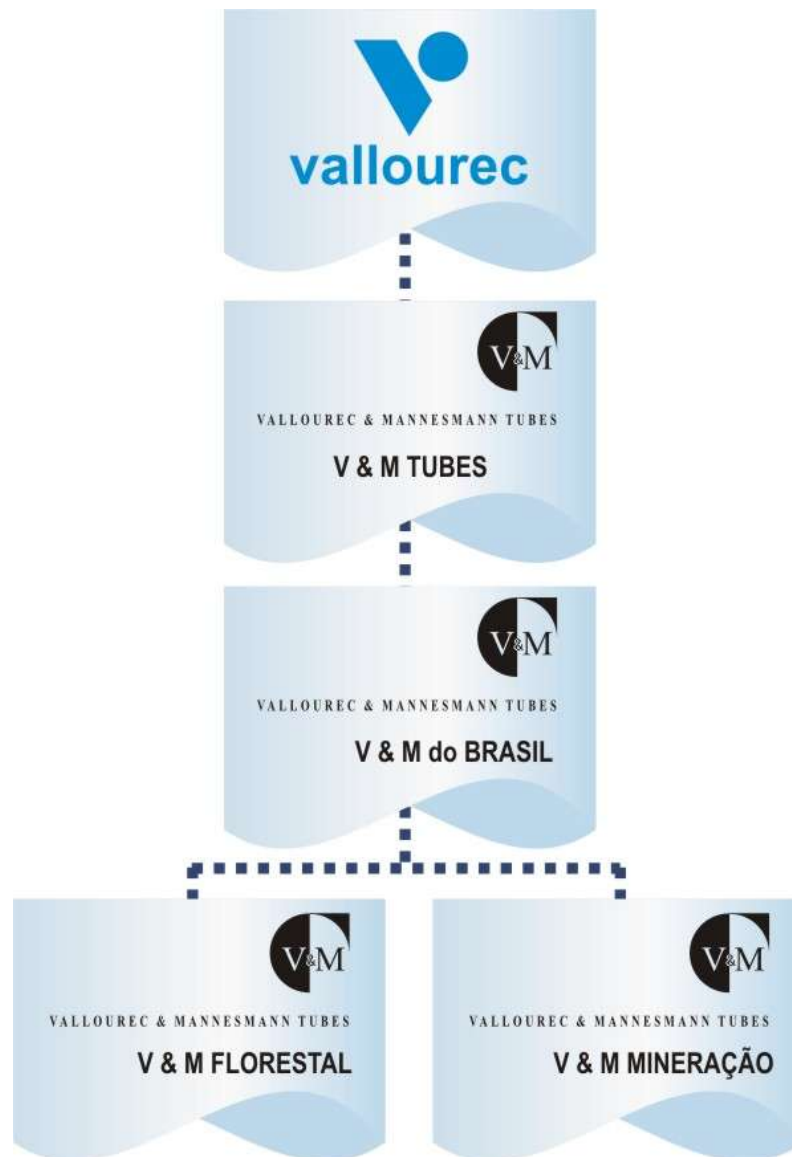 vallourec
V&M
VALLOUREC & MANNESMANN TUBES
V & M TUBES
V&M
VALLOUREC & MANNESMANN TUBES
V & M do BRASIL
V&M
VALLOUREC & MANNESMANN TUBES
V & M FLORESTAL
V&M
VALLOUREC & MANNESMANN TUBES
V & M MINERAÇÃO